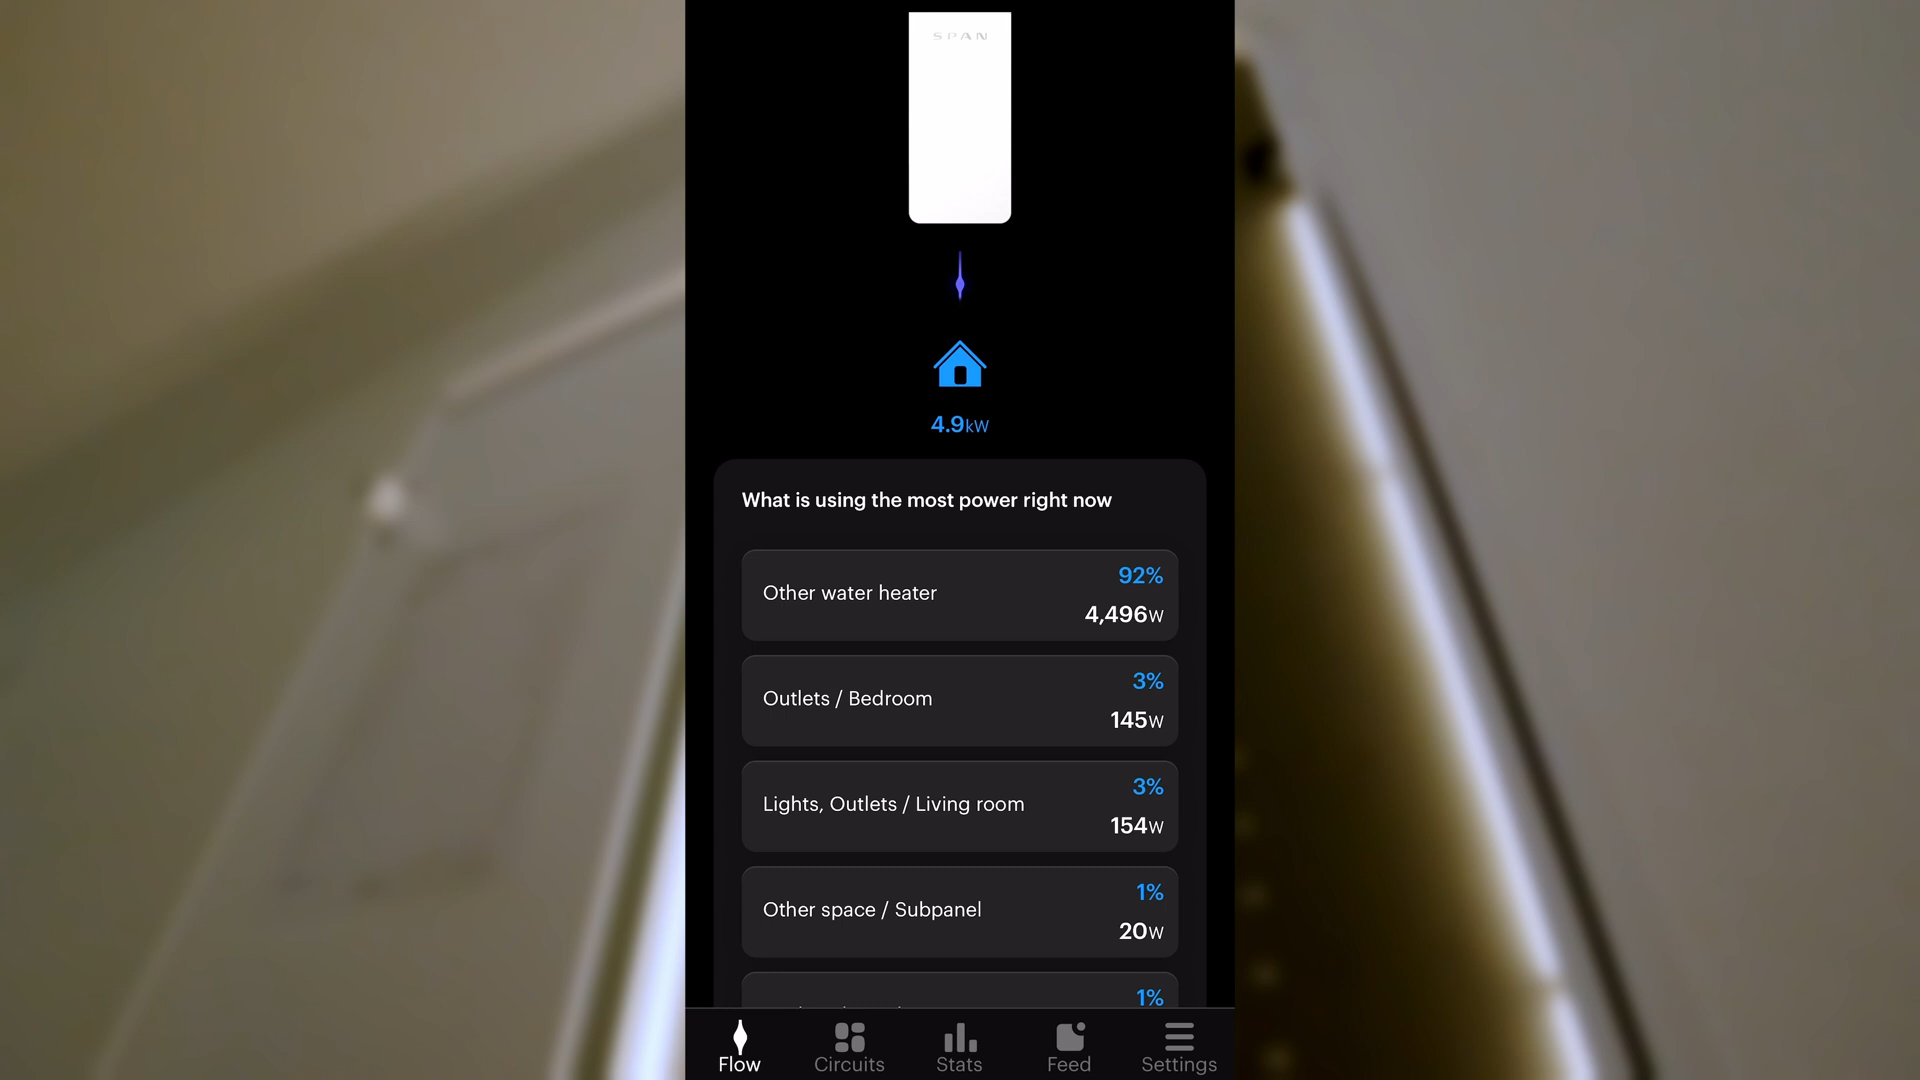 SPAN
4.9kW
What is using the most power right now
Other water heater
92%
4,496W
Outlets / Bedroom
3%
145W
Lights, Outlets / Living room
3%
154W
Other space / Subpanel
1%
20W
1%
Flow
Circuits
Stats
Feed
Settings